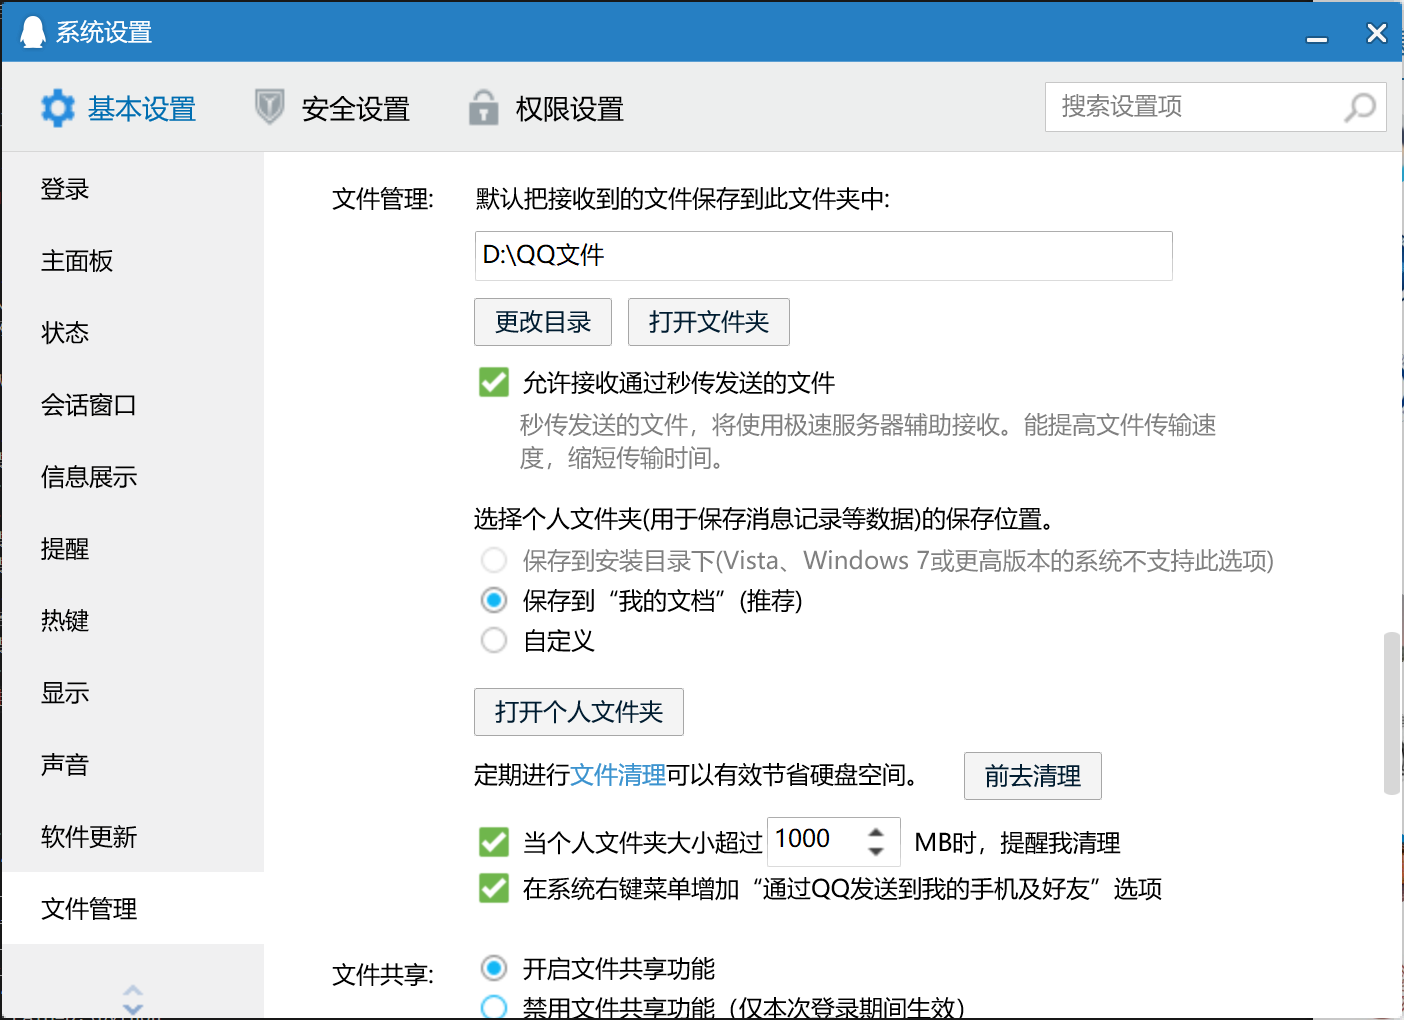 系统设置
基本设置
安全设置
权限设置
搜索设置项
登录
主面板
状态
会话窗口
信息展示
提醒
热键
显示
声音
软件更新
文件管理
文件管理:
默认把接收到的文件保存到此文件夹中:
D:\QQ文件
更改目录
打开文件夹
允许接收通过秒传发送的文件
秒传发送的文件，将使用极速服务器辅助接收。能提高文件传输速
度，缩短传输时间。
选择个人文件夹(用于保存消息记录等数据)的保存位置。
保存到安装目录下(Vista、Windows 7或更高版本的系统不支持此选项)
保存到“我的文档”(推荐)
自定义
打开个人文件夹
定期进行文件清理可以有效节省硬盘空间。
前去清理
当个人文件夹大小超过 1000 MB时，提醒我清理
在系统右键菜单增加“通过QQ发送到我的手机及好友”选项
文件共享:
开启文件共享功能
禁用文件共享功能（仅本次登录期间生效）